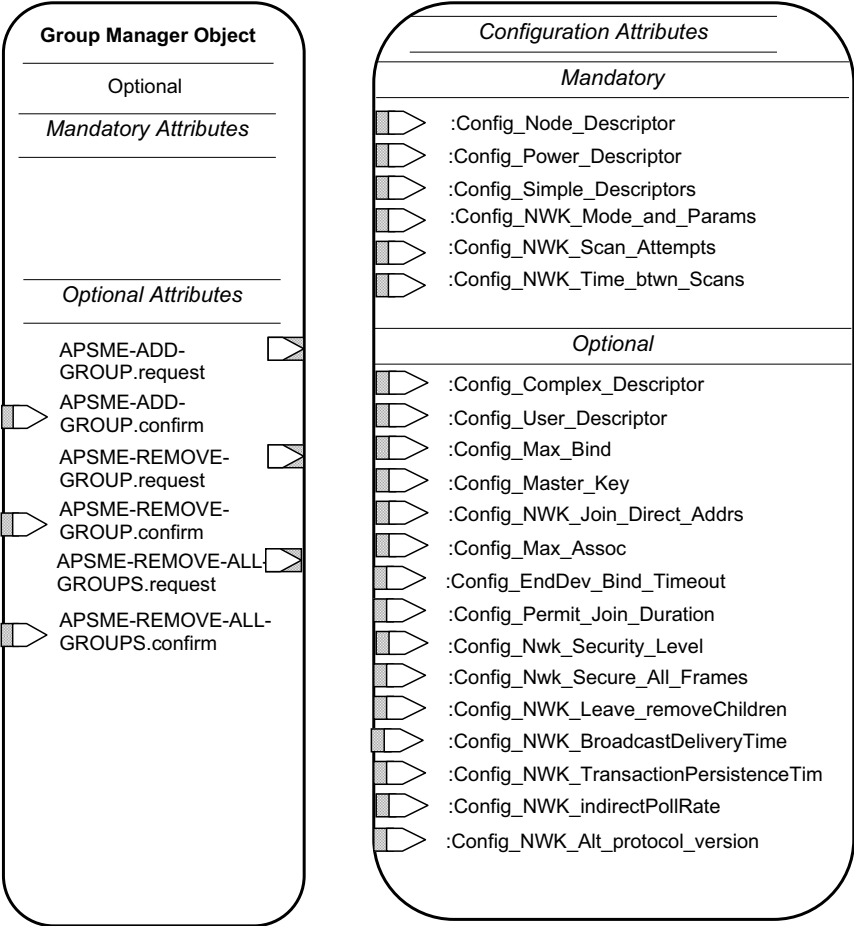 Group Manager Object
Optional
Mandatory Attributes
Optional Attributes
APSME-ADD-
GROUP.request
APSME-ADD-
GROUP.confirm
APSME-REMOVE-
GROUP.request
APSME-REMOVE-
GROUP.confirm
APSME-REMOVE-ALL-
GROUPS.request
APSME-REMOVE-ALL-
GROUPS.confirm
Configuration Attributes
Mandatory
:Config_Node_Descriptor
:Config_Power_Descriptor
:Config_Simple_Descriptors
:Config_NWK_Mode_and_Params
:Config_NWK_Scan_Attempts
:Config_NWK_Time_btwn_Scans
Optional
:Config_Complex_Descriptor
:Config_User_Descriptor
:Config_Max_Bind
:Config_Master_Key
:Config_NWK_Join_Direct_Addrs
:Config_Max_Assoc
:Config_EndDev_Bind_Timeout
:Config_Permit_Join_Duration
:Config_Nwk_Security_Level
:Config_Nwk_Secure_All_Frames
:Config_NWK_Leave_removeChildren
:Config_NWK_BroadcastDeliveryTime
:Config_NWK_TransactionPersistenceTim
:Config_NWK_indirectPollRate
:Config_NWK_Alt_protocol_version